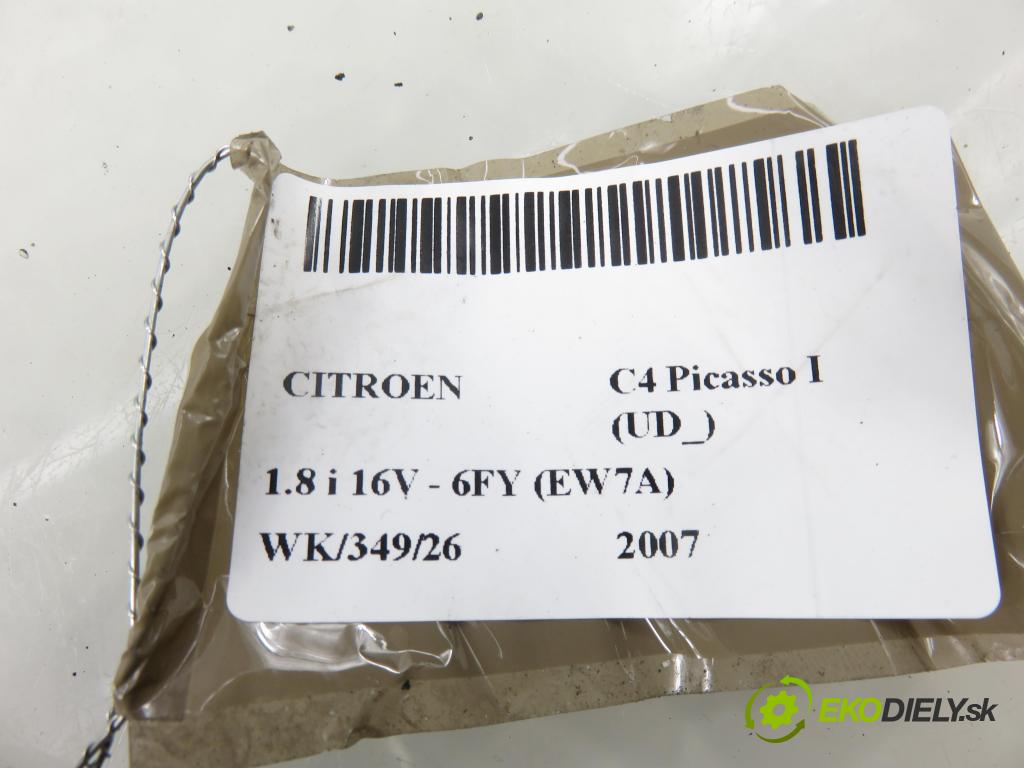 CITROEN C4 Picasso I
(UD_)
1.8 i 16V - 6FY (EW7A)
WK/349/26 2007
EKODIELY.sk